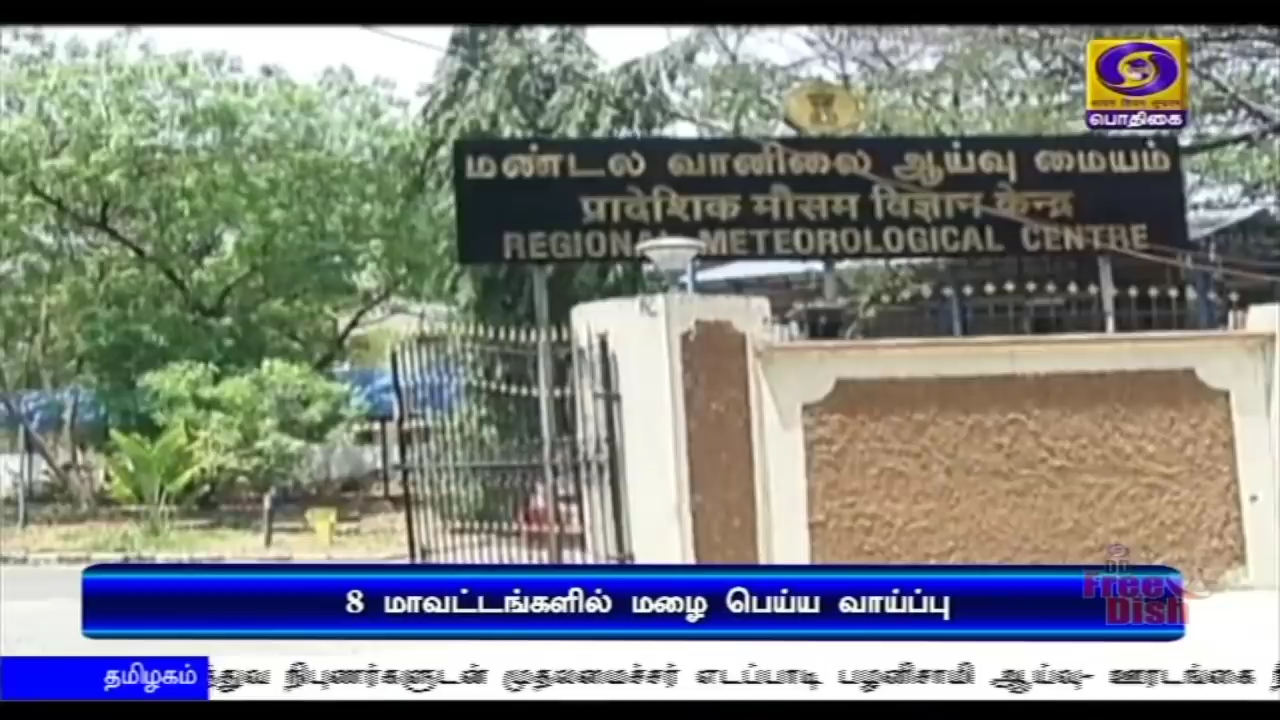 பொதிகை
மண்டல வானிலை ஆய்வு மையம்
प्रादेशिक मौसम विज्ञान केन्द्र
REGIONAL METEOROLOGICAL CENTRE
DD
Free
Dish
8 மாவட்டங்களில் மழை பெய்ய வாய்ப்பு
தமிழகம் நிபுணர்களுடன் முதலமைச்சர் எடப்பாடி பழனிசாமி ஆய்வு- ஊரடங்கை